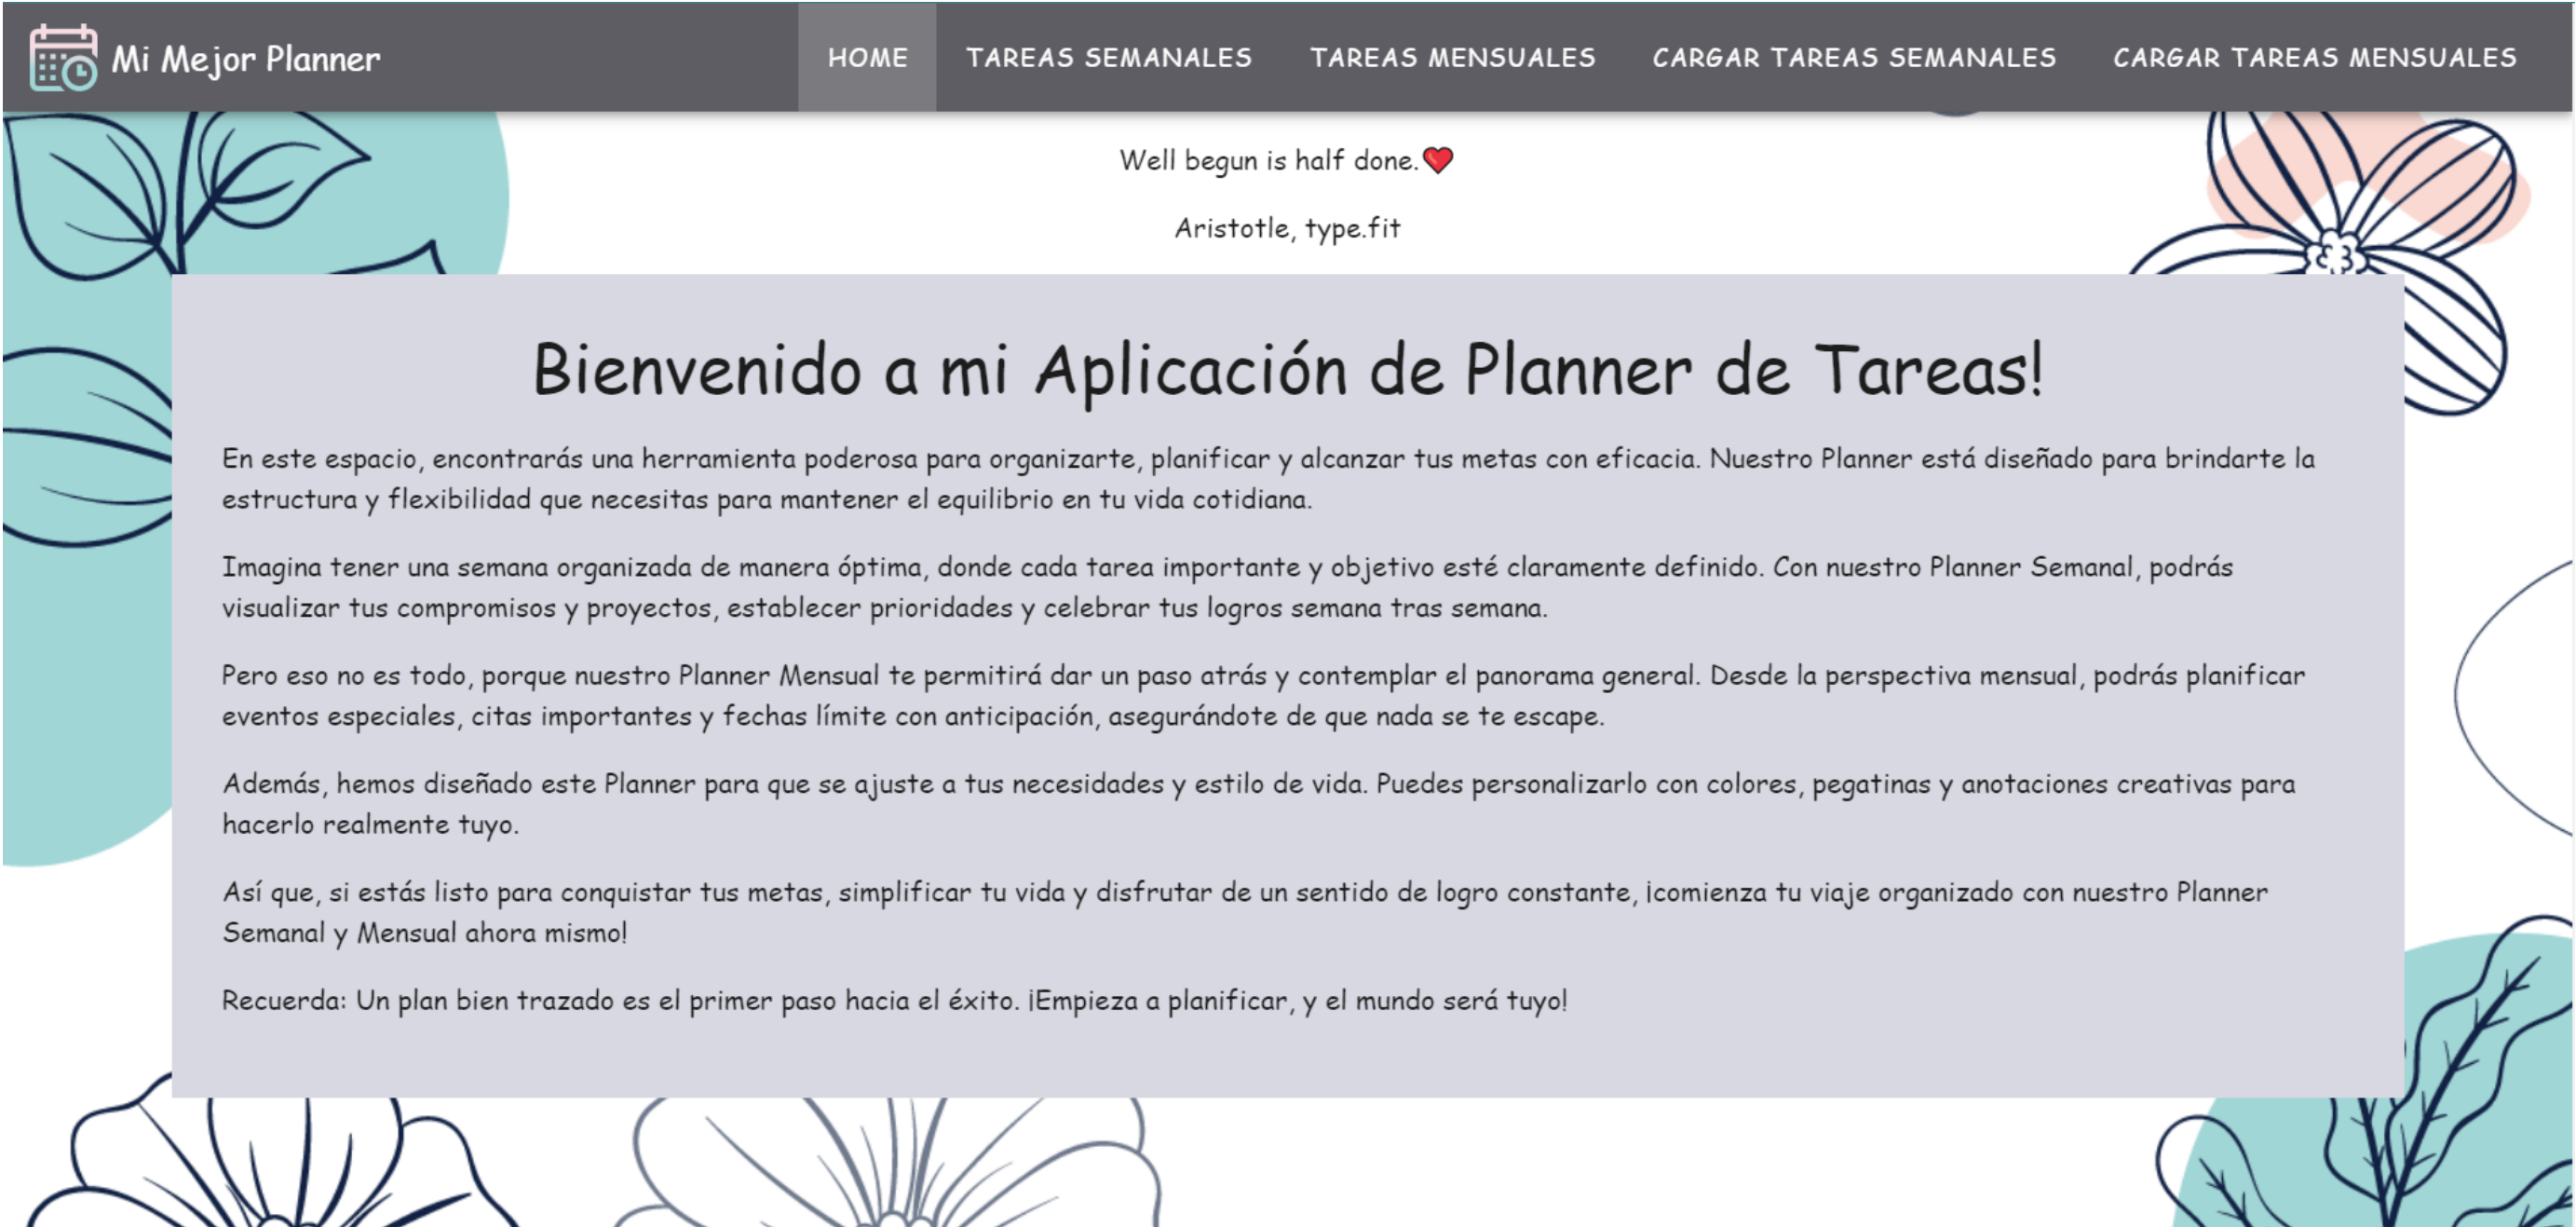 Mi Mejor Planner
HOME
TAREAS SEMANALES
TAREAS MENSUALES
CARGAR TAREAS SEMANALES
CARGAR TAREAS MENSUALES
Well begun is half done.❤️
Aristotle, type.fit
Bienvenido a mi Aplicación de Planner de Tareas!
En este espacio, encontrarás una herramienta poderosa para organizarte, planificar y alcanzar tus metas con eficacia. Nuestro Planner está diseñado para brindarte la
estructura y flexibilidad que necesitas para mantener el equilibrio en tu vida cotidiana.
Imagina tener una semana organizada de manera óptima, donde cada tarea importante y objetivo esté claramente definido. Con nuestro Planner Semanal, podrás
visualizar tus compromisos y proyectos, establecer prioridades y celebrar tus logros semana tras semana.
Pero eso no es todo, porque nuestro Planner Mensual te permitirá dar un paso atrás y contemplar el panorama general. Desde la perspectiva mensual, podrás planificar
eventos especiales, citas importantes y fechas límite con anticipación, asegurándote de que nada se te escape.
Además, hemos diseñado este Planner para que se ajuste a tus necesidades y estilo de vida. Puedes personalizarlo con colores, pegatinas y anotaciones creativas para
hacerlo realmente tuyo.
Así que, si estás listo para conquistar tus metas, simplificar tu vida y disfrutar de un sentido de logro constante, ¡comienza tu viaje organizado con nuestro Planner
Semanal y Mensual ahora mismo!
Recuerda: Un plan bien trazado es el primer paso hacia el éxito. ¡Empieza a planificar, y el mundo será tuyo!